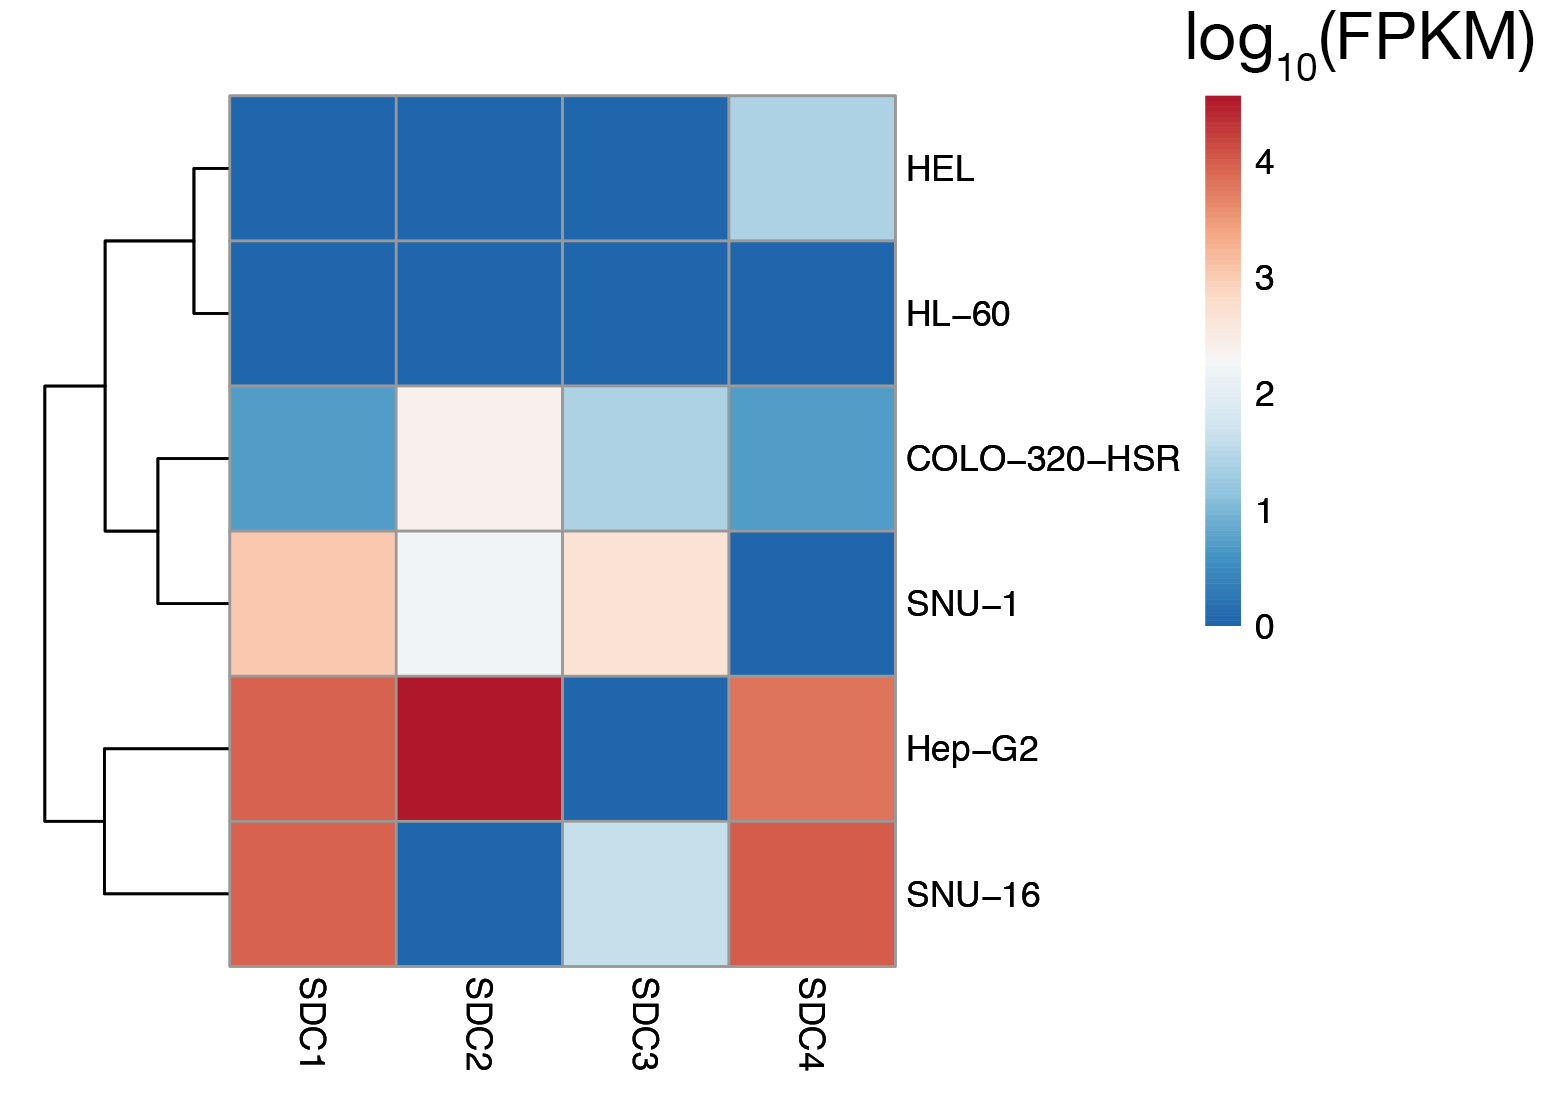 log10(FPKM)
4
3
2
1
0
HEL
HL−60
COLO−320−HSR
SNU−1
Hep−G2
SNU−16
SDC1
SDC2
SDC3
SDC4